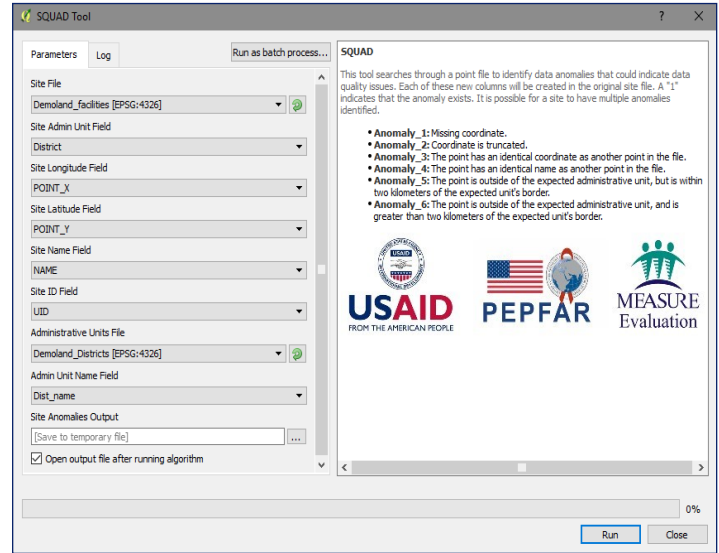 SQUAD Tool
? X
Parameters
Log
Run as batch process...
Site File
Demoland_facilities [EPSG:4326]
Site Admin Unit Field
District
Site Longitude Field
POINT_X
Site Latitude Field
POINT_Y
Site Name Field
NAME
Site ID Field
UID
Administrative Units File
Demoland_Districts [EPSG:4326]
Admin Unit Name Field
Dist_name
Site Anomalies Output
[Save to temporary file]
...
Open output file after running algorithm
SQUAD
This tool searches through a point file to identify data anomalies that could indicate data
quality issues. Each of these new columns will be created in the original site file. A "1"
indicates that the anomaly exists. It is possible for a site to have multiple anomalies
identified.
• Anomaly_1: Missing coordinate.
• Anomaly_2: Coordinate is truncated.
• Anomaly_3: The point has an identical coordinate as another point in the file.
• Anomaly_4: The point has an identical name as another point in the file.
• Anomaly_5: The point is outside of the expected administrative unit, but is within
two kilometers of the expected unit's border.
• Anomaly_6: The point is outside of the expected administrative unit, and is
greater than two kilometers of the expected unit's border.
USAID
USAID
FROM THE AMERICAN PEOPLE
PEPFAR
MEASURE
Evaluation
0%
Run
Close